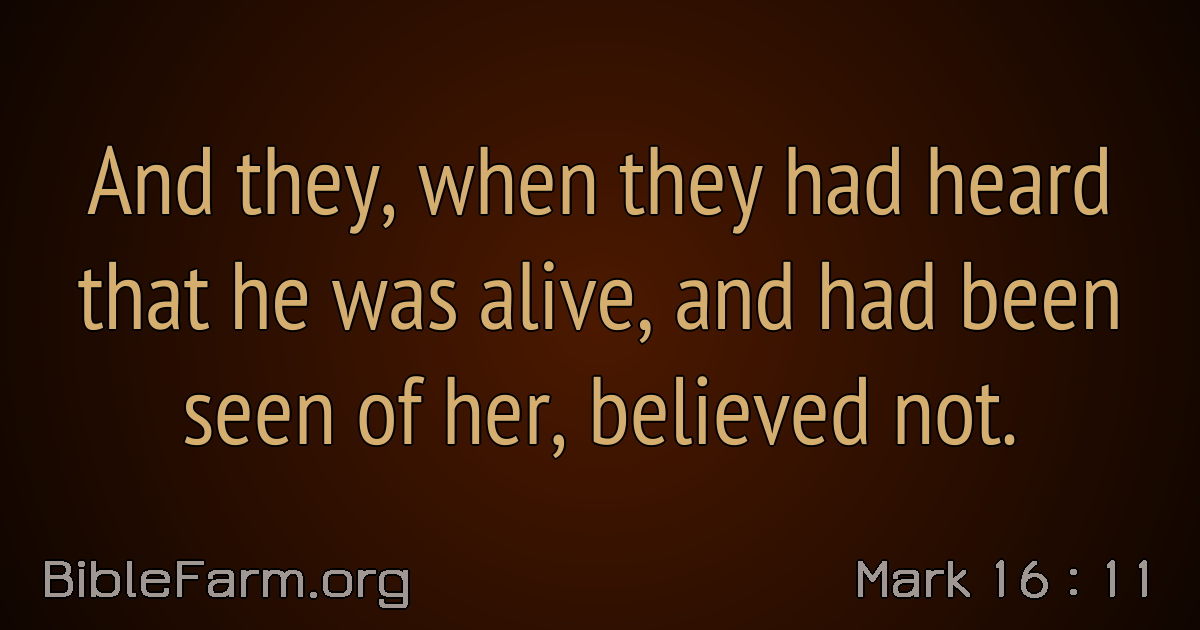 And they, when they had heard
that he was alive, and had been
seen of her, believed not.
BibleFarm.org
Mark 16 : 11